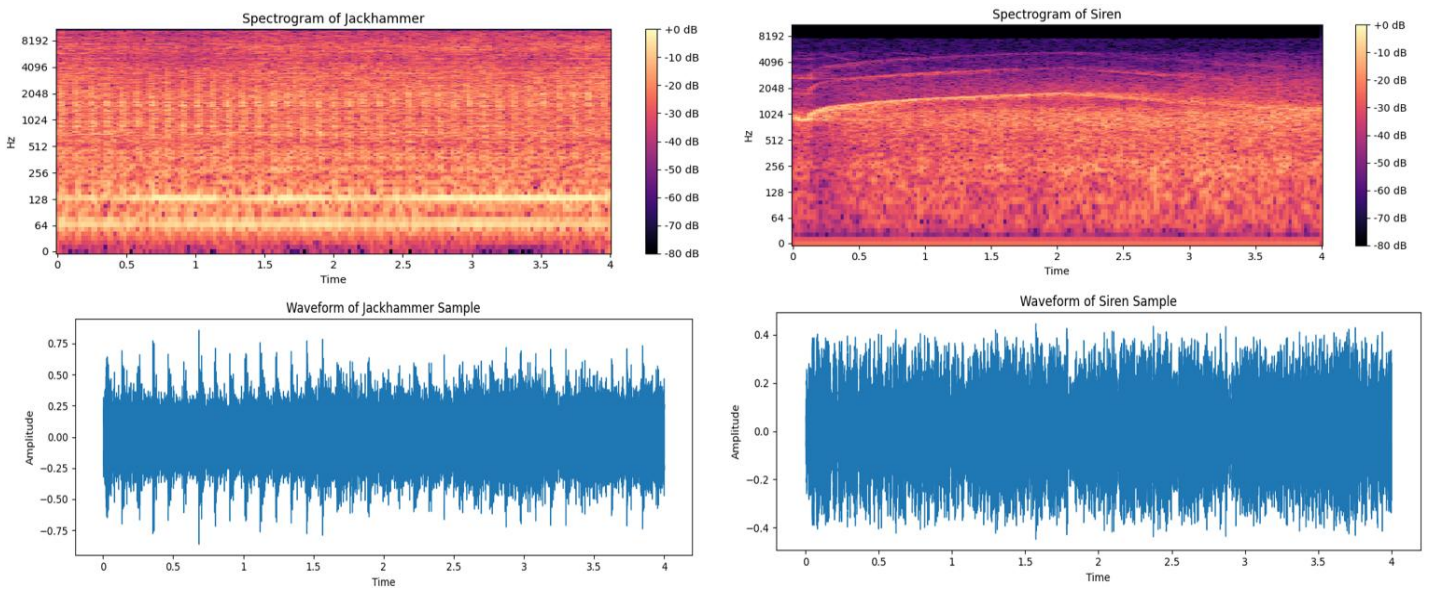 Spectrogram of Jackhammer
8192
4096
2048
1024
512
256
128
64
0
Hz
0 0.5 1 1.5 2 2.5 3 3.5 4
Time
+0 dB
-10 dB
-20 dB
-30 dB
-40 dB
-50 dB
-60 dB
-70 dB
-80 dB
Spectrogram of Siren
8192
4096
2048
1024
512
256
128
64
0
Hz
0 0.5 1 1.5 2 2.5 3 3.5 4
Time
+0 dB
-10 dB
-20 dB
-30 dB
-40 dB
-50 dB
-60 dB
-70 dB
-80 dB
Waveform of Jackhammer Sample
0.75
0.50
0.25
0.00
−0.25
−0.50
−0.75
Amplitude
0 0.5 1 1.5 2 2.5 3 3.5 4
Time
Waveform of Siren Sample
0.4
0.2
0.0
−0.2
−0.4
Amplitude
0 0.5 1 1.5 2 2.5 3 3.5 4
Time